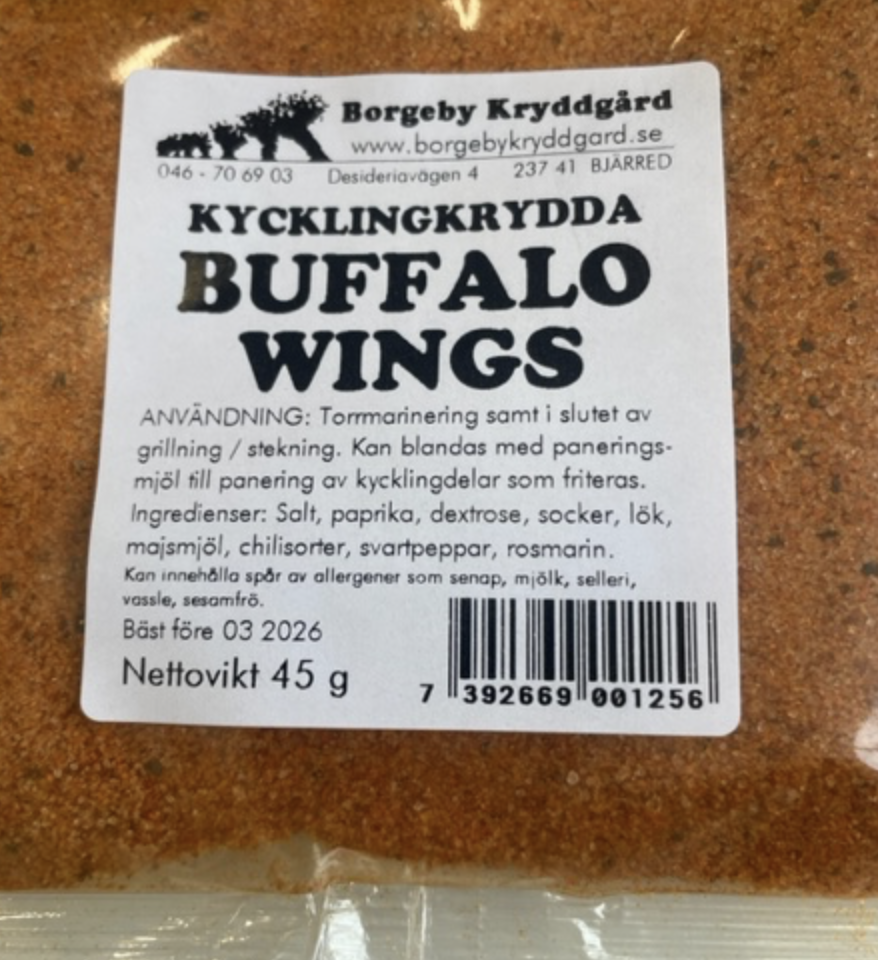 Borgeby Kryddgård
www.borgebykryddgard.se
046 - 70 69 03 Desideriavägen 4 237 41 BJÄRRED
KYCKLINGKRYDDA
BUFFALO
WINGS
ANVÄNDNING: Torrmarinering samt i slutet av
grillning / stekning. Kan blandas med panerings-
mjöl till panering av kycklingdelar som friteras.
Ingredienser: Salt, paprika, dextrose, socker, lök,
majsmjöl, chilisorter, svartpeppar, rosmarin.
Kan innehålla spår av allergener som senap, mjölk, selleri,
vassle, sesamfrö.
Bäst före 03 2026
Nettovikt 45 g
7 392669 001256